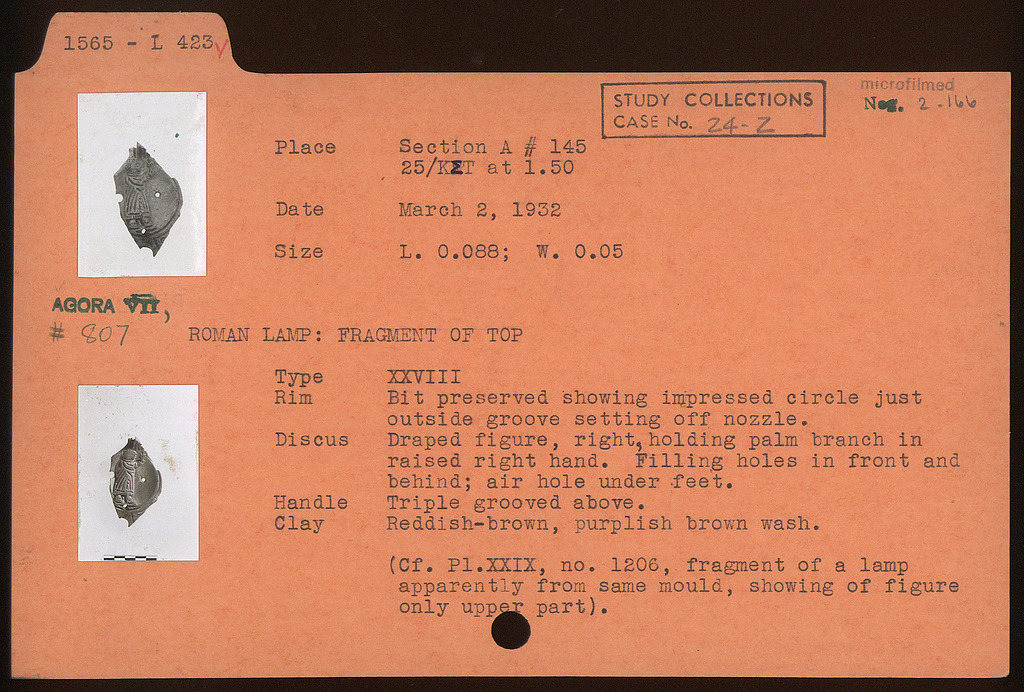 1565 - L 423
microfilmed
STUDY COLLECTIONS
CASE No. 24-Z
2-166
Place Section A # 145
25/KΣT at 1.50
Date March 2, 1932
Size L. 0.088; W. 0.05
AGORA VII,
# 807
ROMAN LAMP: FRAGMENT OF TOP
Type XXVIII
Rim Bit preserved showing impressed circle just
outside groove setting off nozzle.
Discus Draped figure, right, holding palm branch in
raised right hand. Filling holes in front and
behind; air hole under feet.
Handle Triple grooved above.
Clay Reddish-brown, purplish brown wash.
(Cf. Pl.XXIX, no. 1206, fragment of a lamp
apparently from same mould, showing of figure
only upper part).